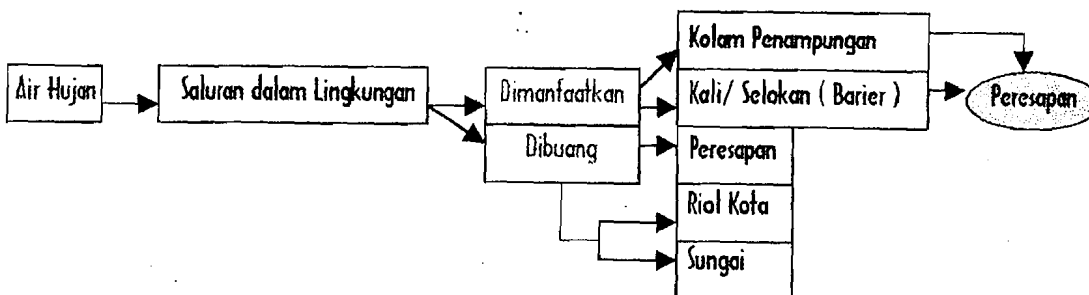 Air Hujan
Saluran dalam Lingkungan
Dimanfaatkan
Dibuang
Kolam Penampungan
Kali/ Selokan ( Barier )
Peresapan
Riol Kota
Sungai
Peresapan